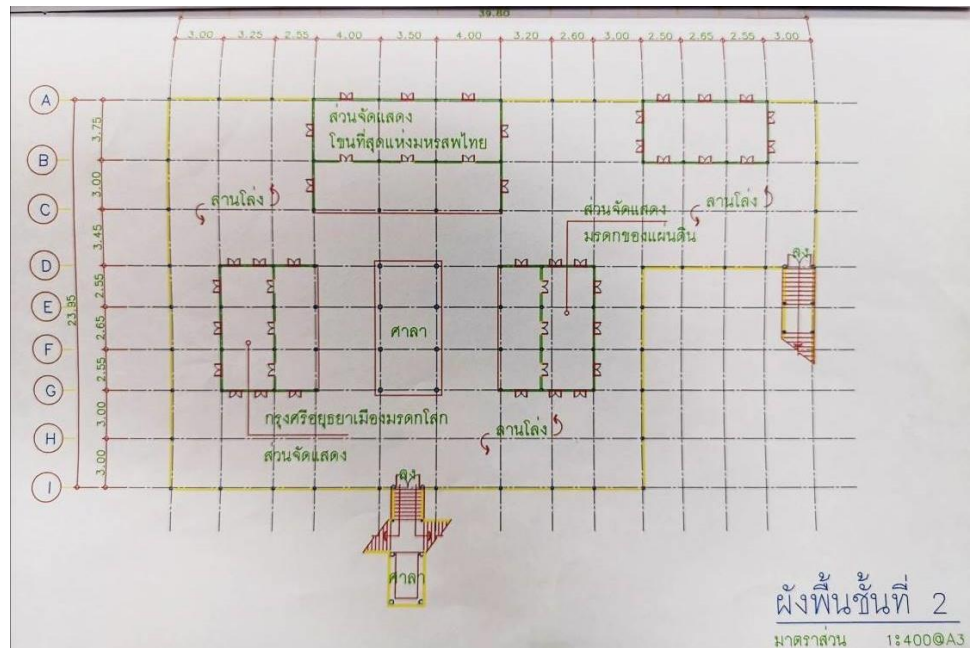 39.80
3.00 3.25 2.55 4.00 3.50 4.00 3.20 2.60 3.00 2.50 2.65 2.55 3.00
A
3.75
ส่วนจัดแสดง
โขนที่สุดแห่งมหรสพไทย
B
3.00
ลานโล่ง
ลานโล่ง
C
ส่วนจัดแสดง
มรดกของแผ่นดิน
3.45
ลง
D
2.55
23.95
E
2.65
ศาลา
F
2.55
G
3.00
กรุงศรีอยุธยาเมืองมรดกโลก
ลานโล่ง
H
ส่วนจัดแสดง
3.00
ลง
I
ศาลา
ผังพื้นชั้นที่ 2
มาตราส่วน 1:400@A3